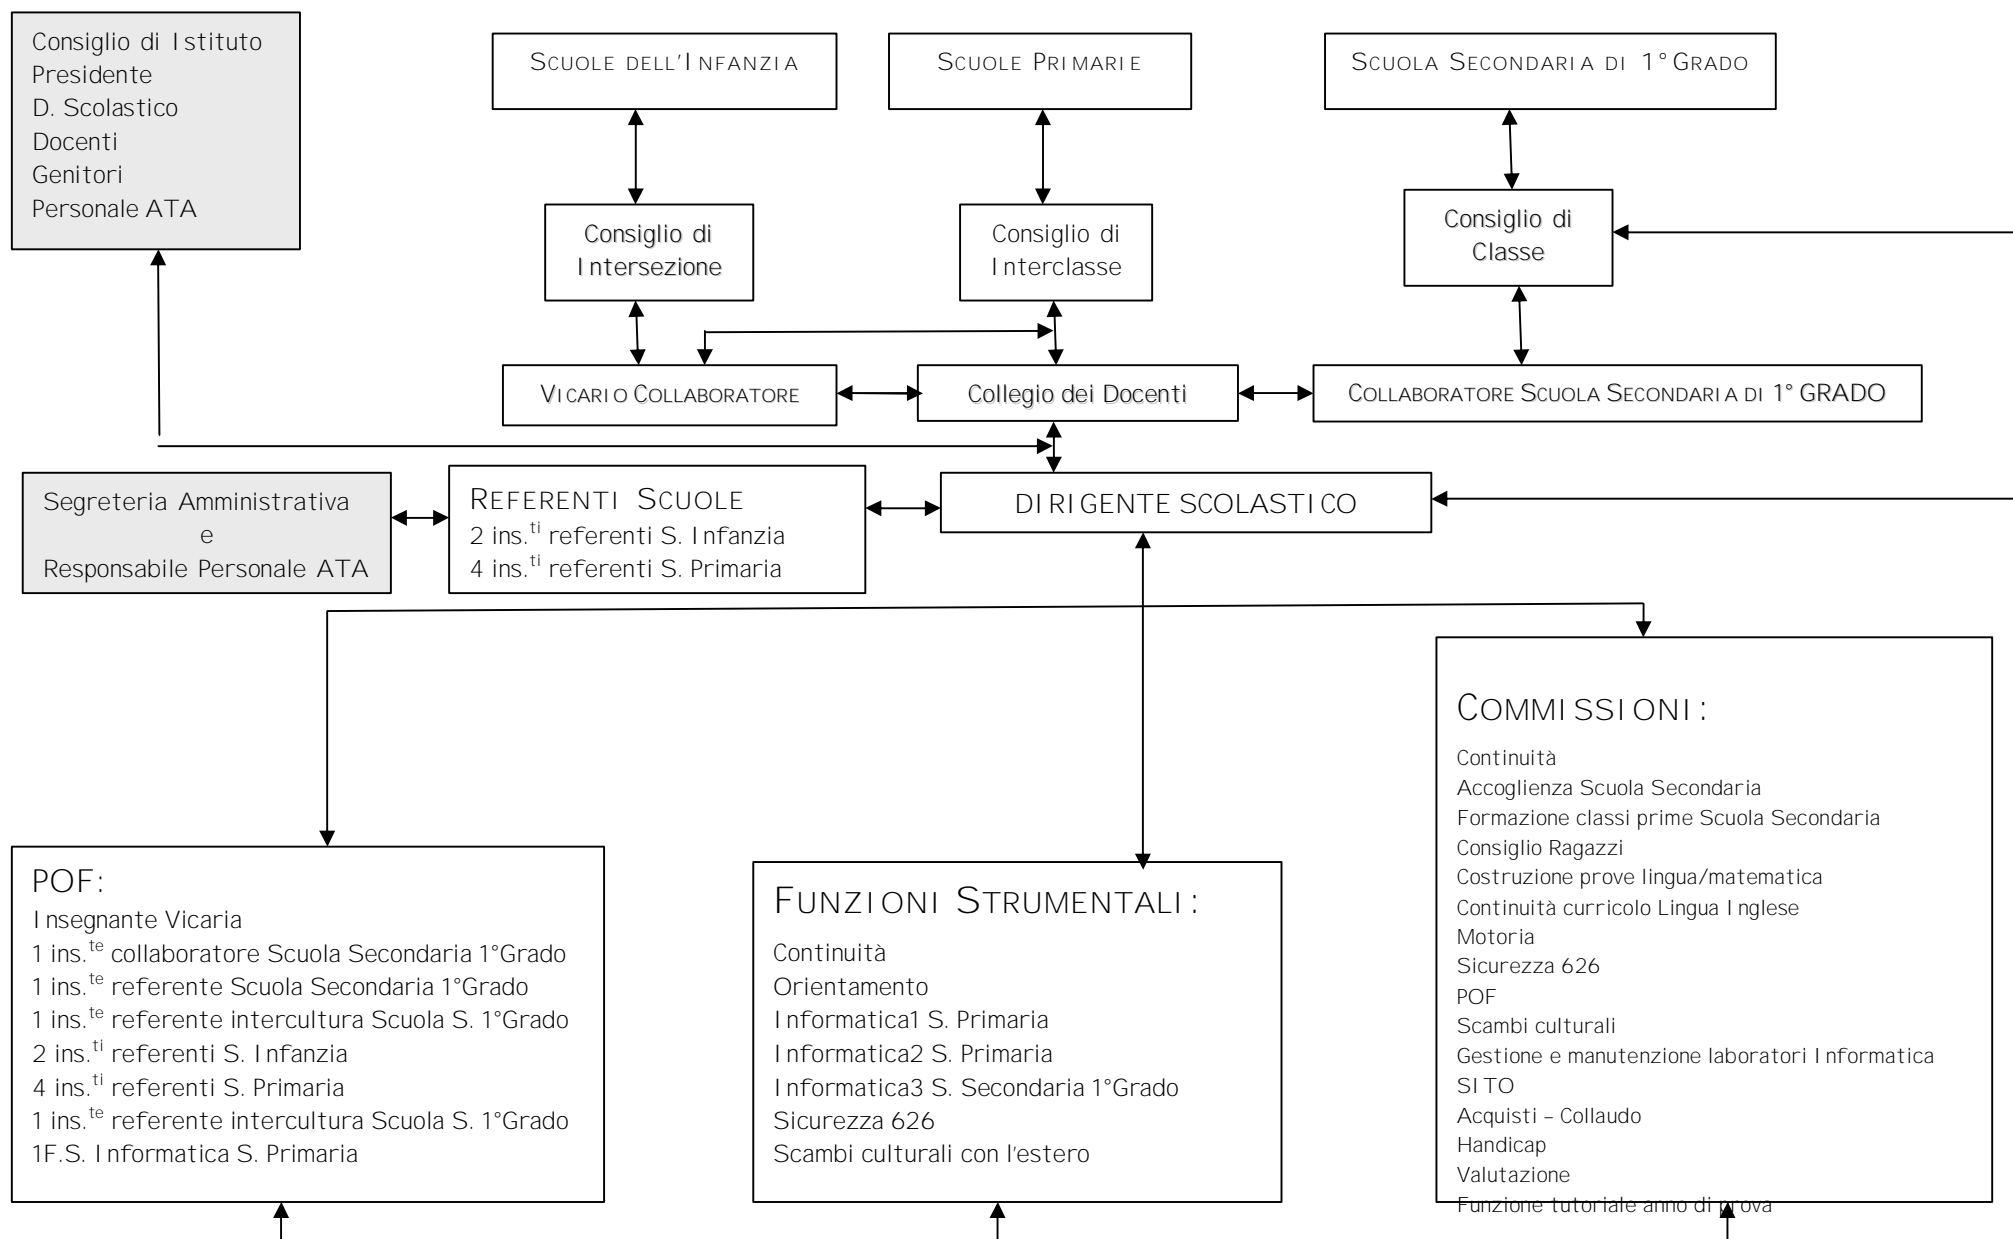 Consiglio di Istituto
Presidente
D. Scolastico
Docenti
Genitori
Personale ATA
SCUOLE DELL'INFANZIA
SCUOLE PRIMARIE
SCUOLA SECONDARIA DI 1° GRADO
Consiglio di
Intersezione
Consiglio di
Interclasse
Consiglio di
Classe
VICARIO COLLABORATORE
Collegio dei Docenti
COLLABORATORE SCUOLA SECONDARIA DI 1° GRADO
Segreteria Amministrativa
e
Responsabile Personale ATA
REFERENTI SCUOLE
2 ins.ti referenti S. Infanzia
4 ins.ti referenti S. Primaria
DIRIGENTE SCOLASTICO
POF:
Insegnante Vicaria
1 ins.te collaboratore Scuola Secondaria 1°Grado
1 ins.te referente Scuola Secondaria 1°Grado
1 ins.te referente intercultura Scuola S. 1°Grado
2 ins.ti referenti S. Infanzia
4 ins.ti referenti S. Primaria
1 ins.te referente intercultura Scuola S. 1°Grado
1F.S. Informatica S. Primaria
FUNZIONI STRUMENTALI:
Continuità
Orientamento
Informatica1 S. Primaria
Informatica2 S. Primaria
Informatica3 S. Secondaria 1°Grado
Sicurezza 626
Scambi culturali con l'estero
COMMISSIONI:
Continuità
Accoglienza Scuola Secondaria
Formazione classi prime Scuola Secondaria
Consiglio Ragazzi
Costruzione prove lingua/matematica
Continuità curricolo Lingua Inglese
Motoria
Sicurezza 626
POF
Scambi culturali
Gestione e manutenzione laboratori Informatica
SITO
Acquisti – Collaudo
Handicap
Valutazione
Funzione tutoriale anno di prova